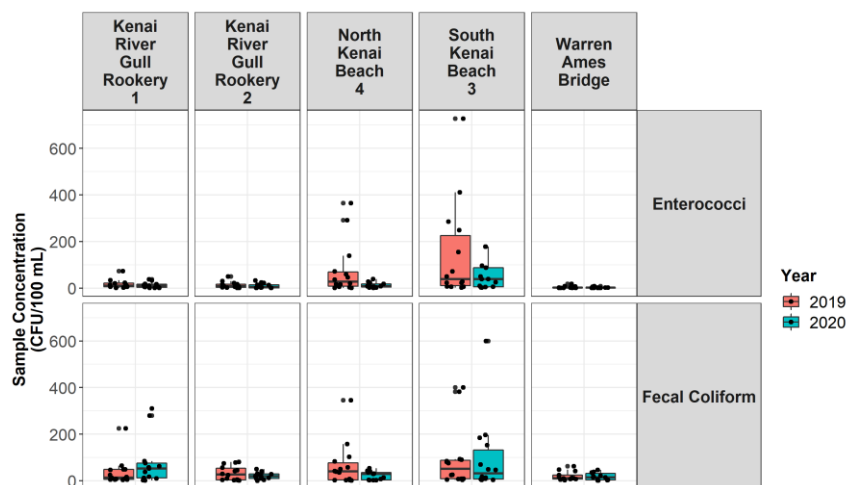 Kenai
River
Gull
Rookery
1
Kenai
River
Gull
Rookery
2
North
Kenai
Beach
4
South
Kenai
Beach
3
Warren
Ames
Bridge
Sample Concentration
(CFU/100 mL)
600
400
200
0
Enterococci
600
400
200
0
Fecal Coliform
Year
2019
2020